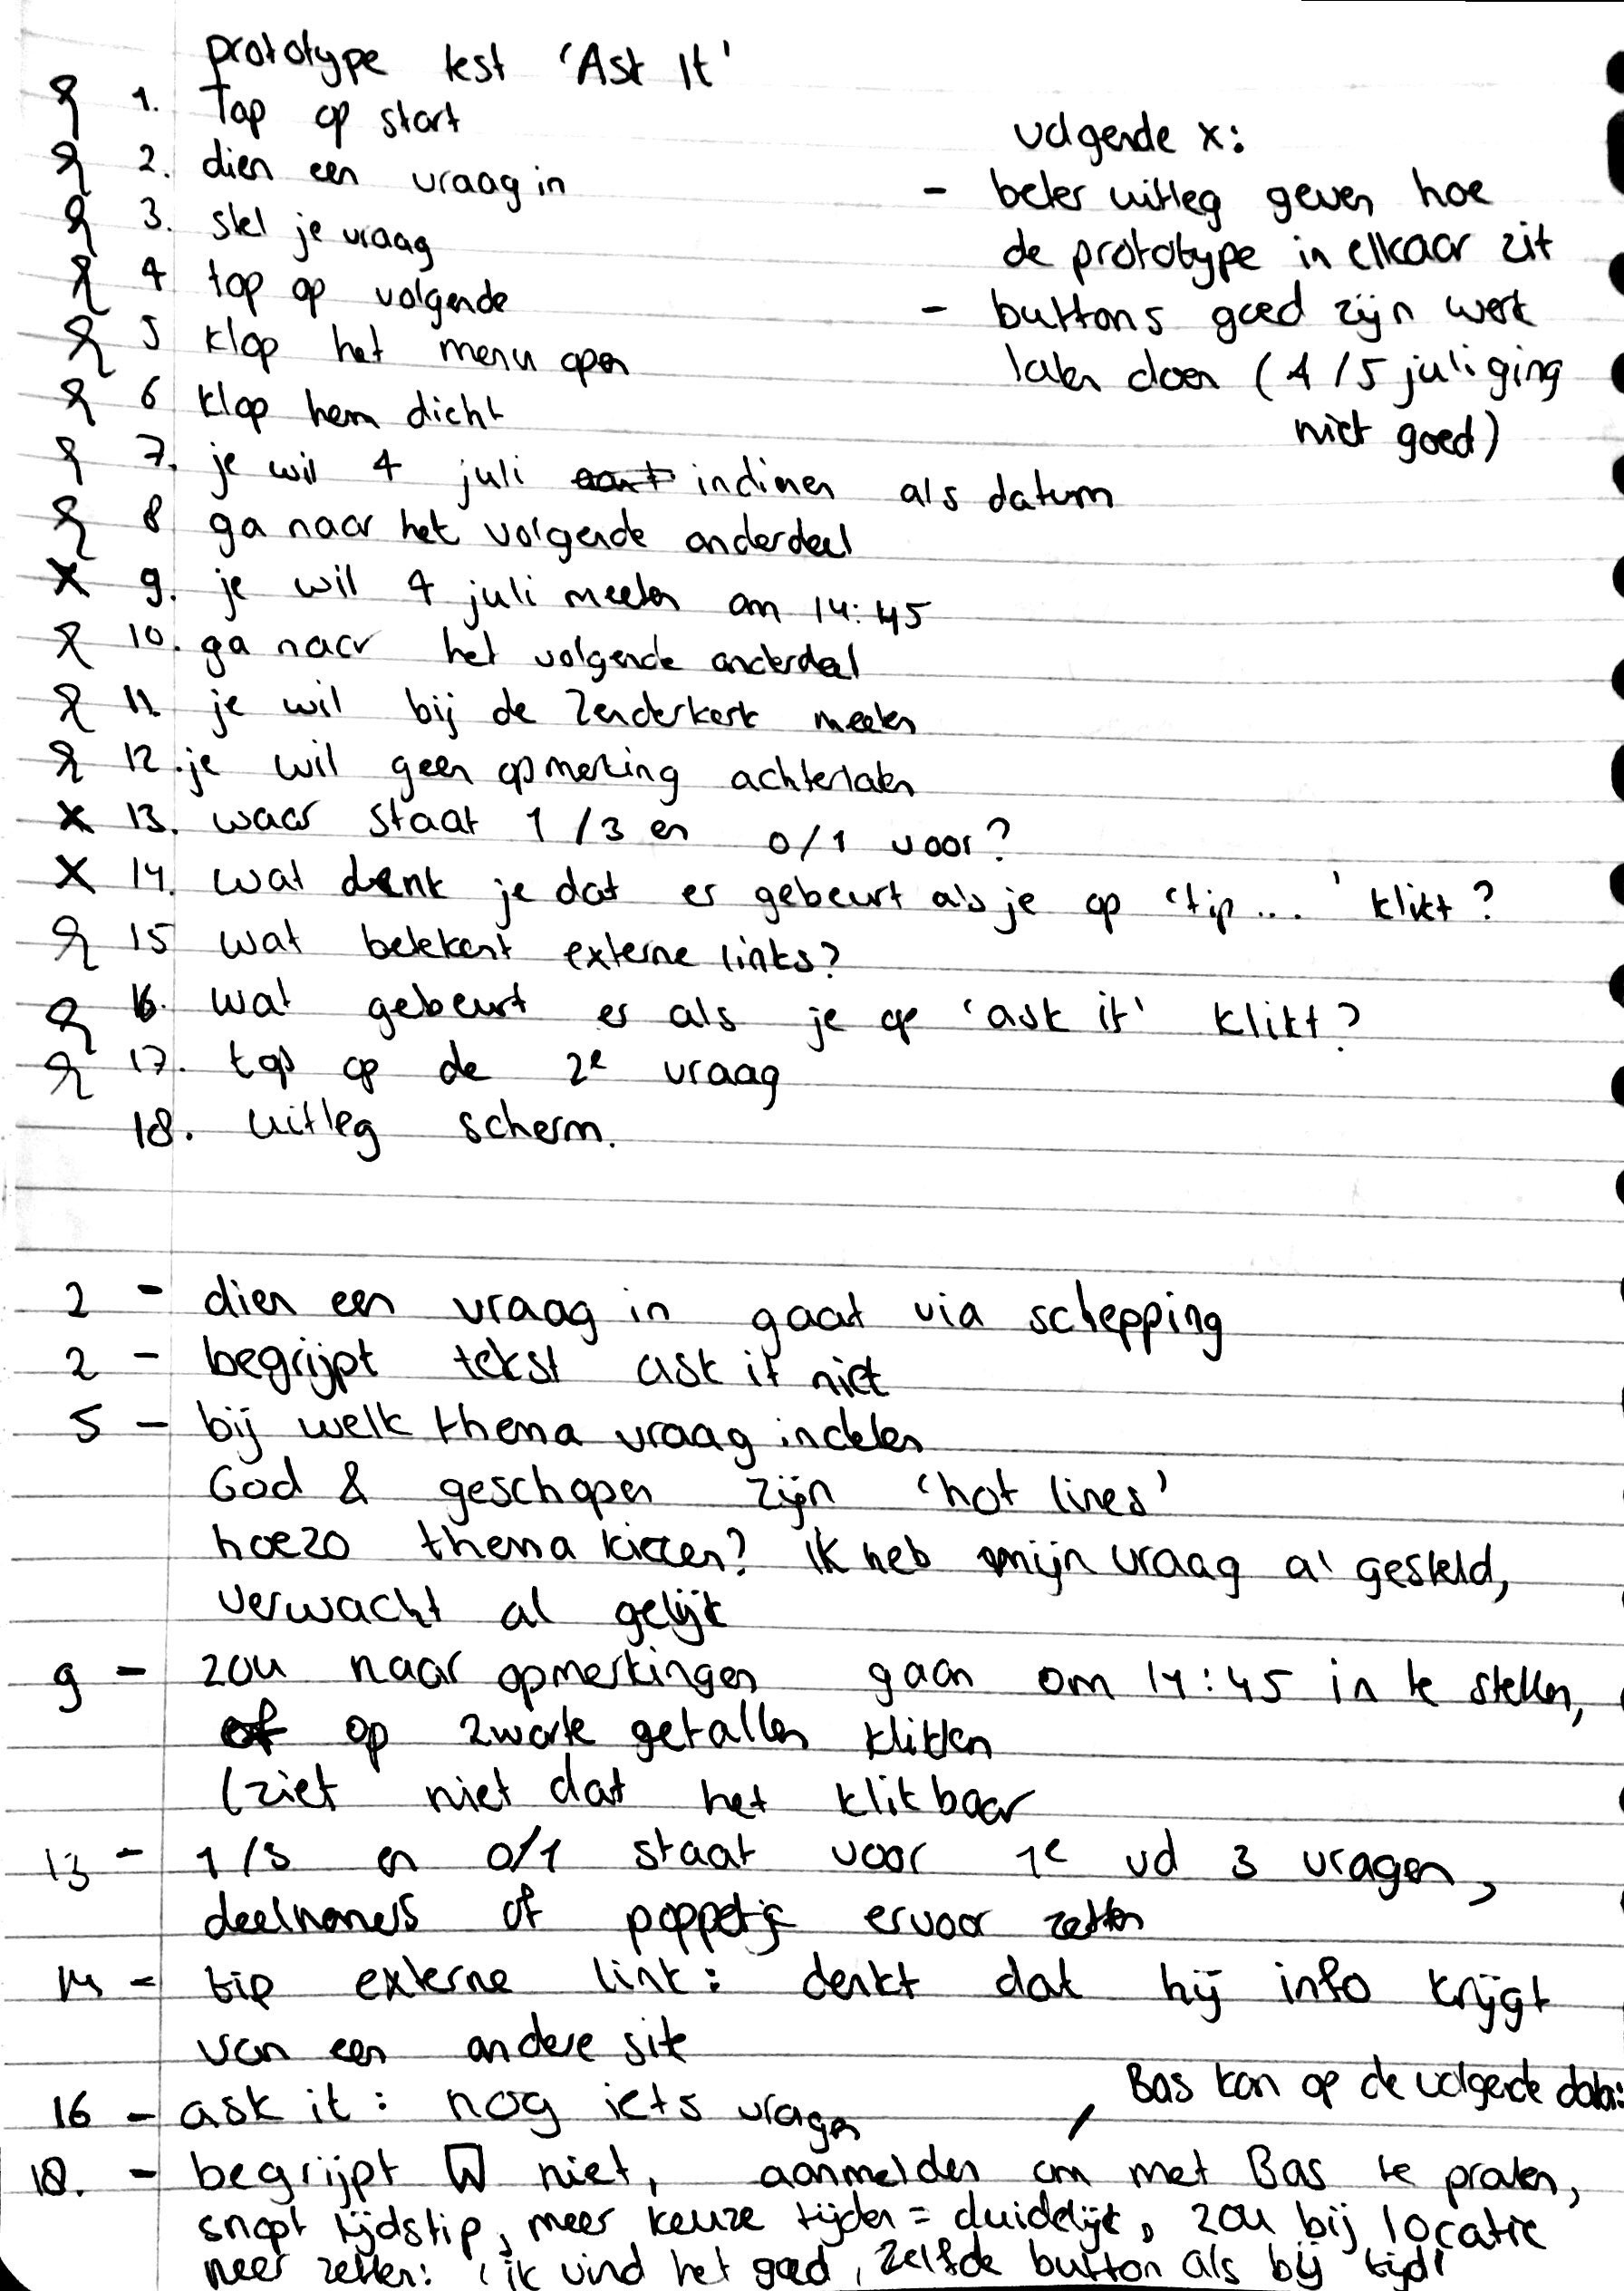 prototype test 'Ask It'
1. Tap op start
2. dien een vraag in
3. stel je vraag
4 tap op volgende
5 klap het menu open
6 klap hem dicht
7. je wil 4 juli indienen als datum
8 ga naar het volgende onderdeel
x 9. je wil 4 juli meeten om 14:45
10. ga naar het volgende onderdeel
11. je wil bij de Zenderkerk meeten
12. je wil geen opmerking achterlaten
x 13. waar staat 1/3 en 0/1 voor?
x 14. wat denk je dat er gebeurt als je op 'tip...' klikt?
15 wat betekent externe links?
16. wat gebeurt er als je op 'ask it' klikt?
17. tap op de 2e vraag
18. uitleg scherm.
volgende x:
- beter uitleg geven hoe
de prototype in elkaar zit
- buttons goed zijn werk
laten doen (4/5 juli ging
niet goed)
2 - dien een vraag in gaat via schepping
2 - begrijpt tekst ask it niet
5 - bij welk thema vraag indelen
God & geschapen zijn 'hot lines'
hoezo thema kiezen? ik heb mijn vraag al gesteld,
verwacht al gelijk
9 - zou naar opmerkingen gaan om 14:45 in te stellen,
of op zwarte getallen klikken
(ziet niet dat het klikbaar
13 - 1/3 en 0/1 staat voor 1e vd 3 vragen,
deelnemers of poppetje ervoor zetten
14 - tip externe link: denkt dat hij info krijgt
van een andere site
16 - ask it: nog iets vragen
Bas kan op de volgende data:
18. - begrijpt niet, aanmelden om met Bas te praten,
snapt tijdstip, meer keuze tijden = duidelijk, zou bij locatie
neer zetten: 'ik vind het goed, zelfde button als bij tijd'